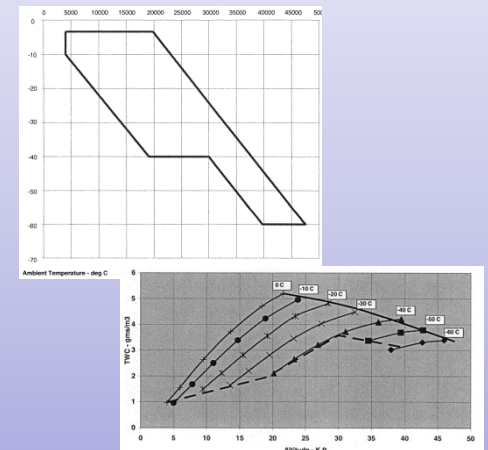 0 5000 10000 15000 20000 25000 30000 35000 40000 45000
0
-10
-20
-30
-40
-50
-60
-70
Ambient Temperature - deg C
6
5
4
3
2
1
0
TWC - gms/m3
0 C
-10 C
-20 C
-30 C
-40 C
-50 C
-60 C
0 5 10 15 20 25 30 35 40 45 50
Altitude - K